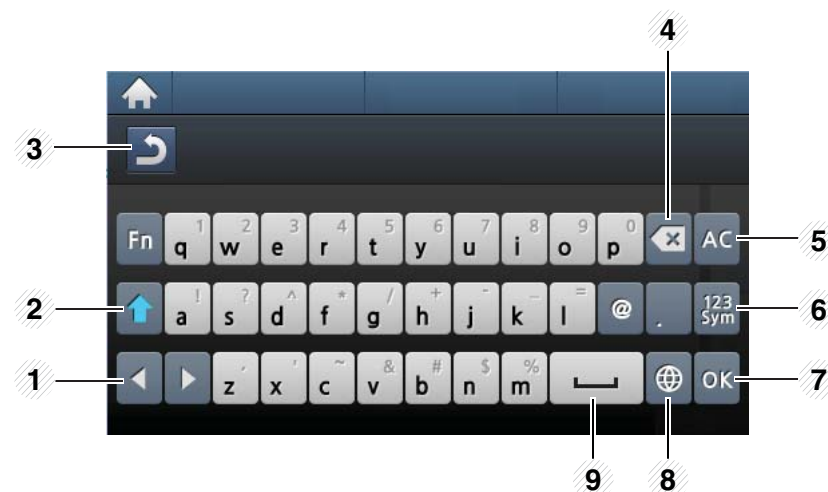 4
3
1 2 3 4 5 6 7 8 9 0
Fn q w e r t y u i o p AC 5
! ? ^ * / + - _ =
2 a s d f g h j k l @ . 123 Sym 6
´ ' ~ & # $ %
1 z x c v b n m OK 7
9 8